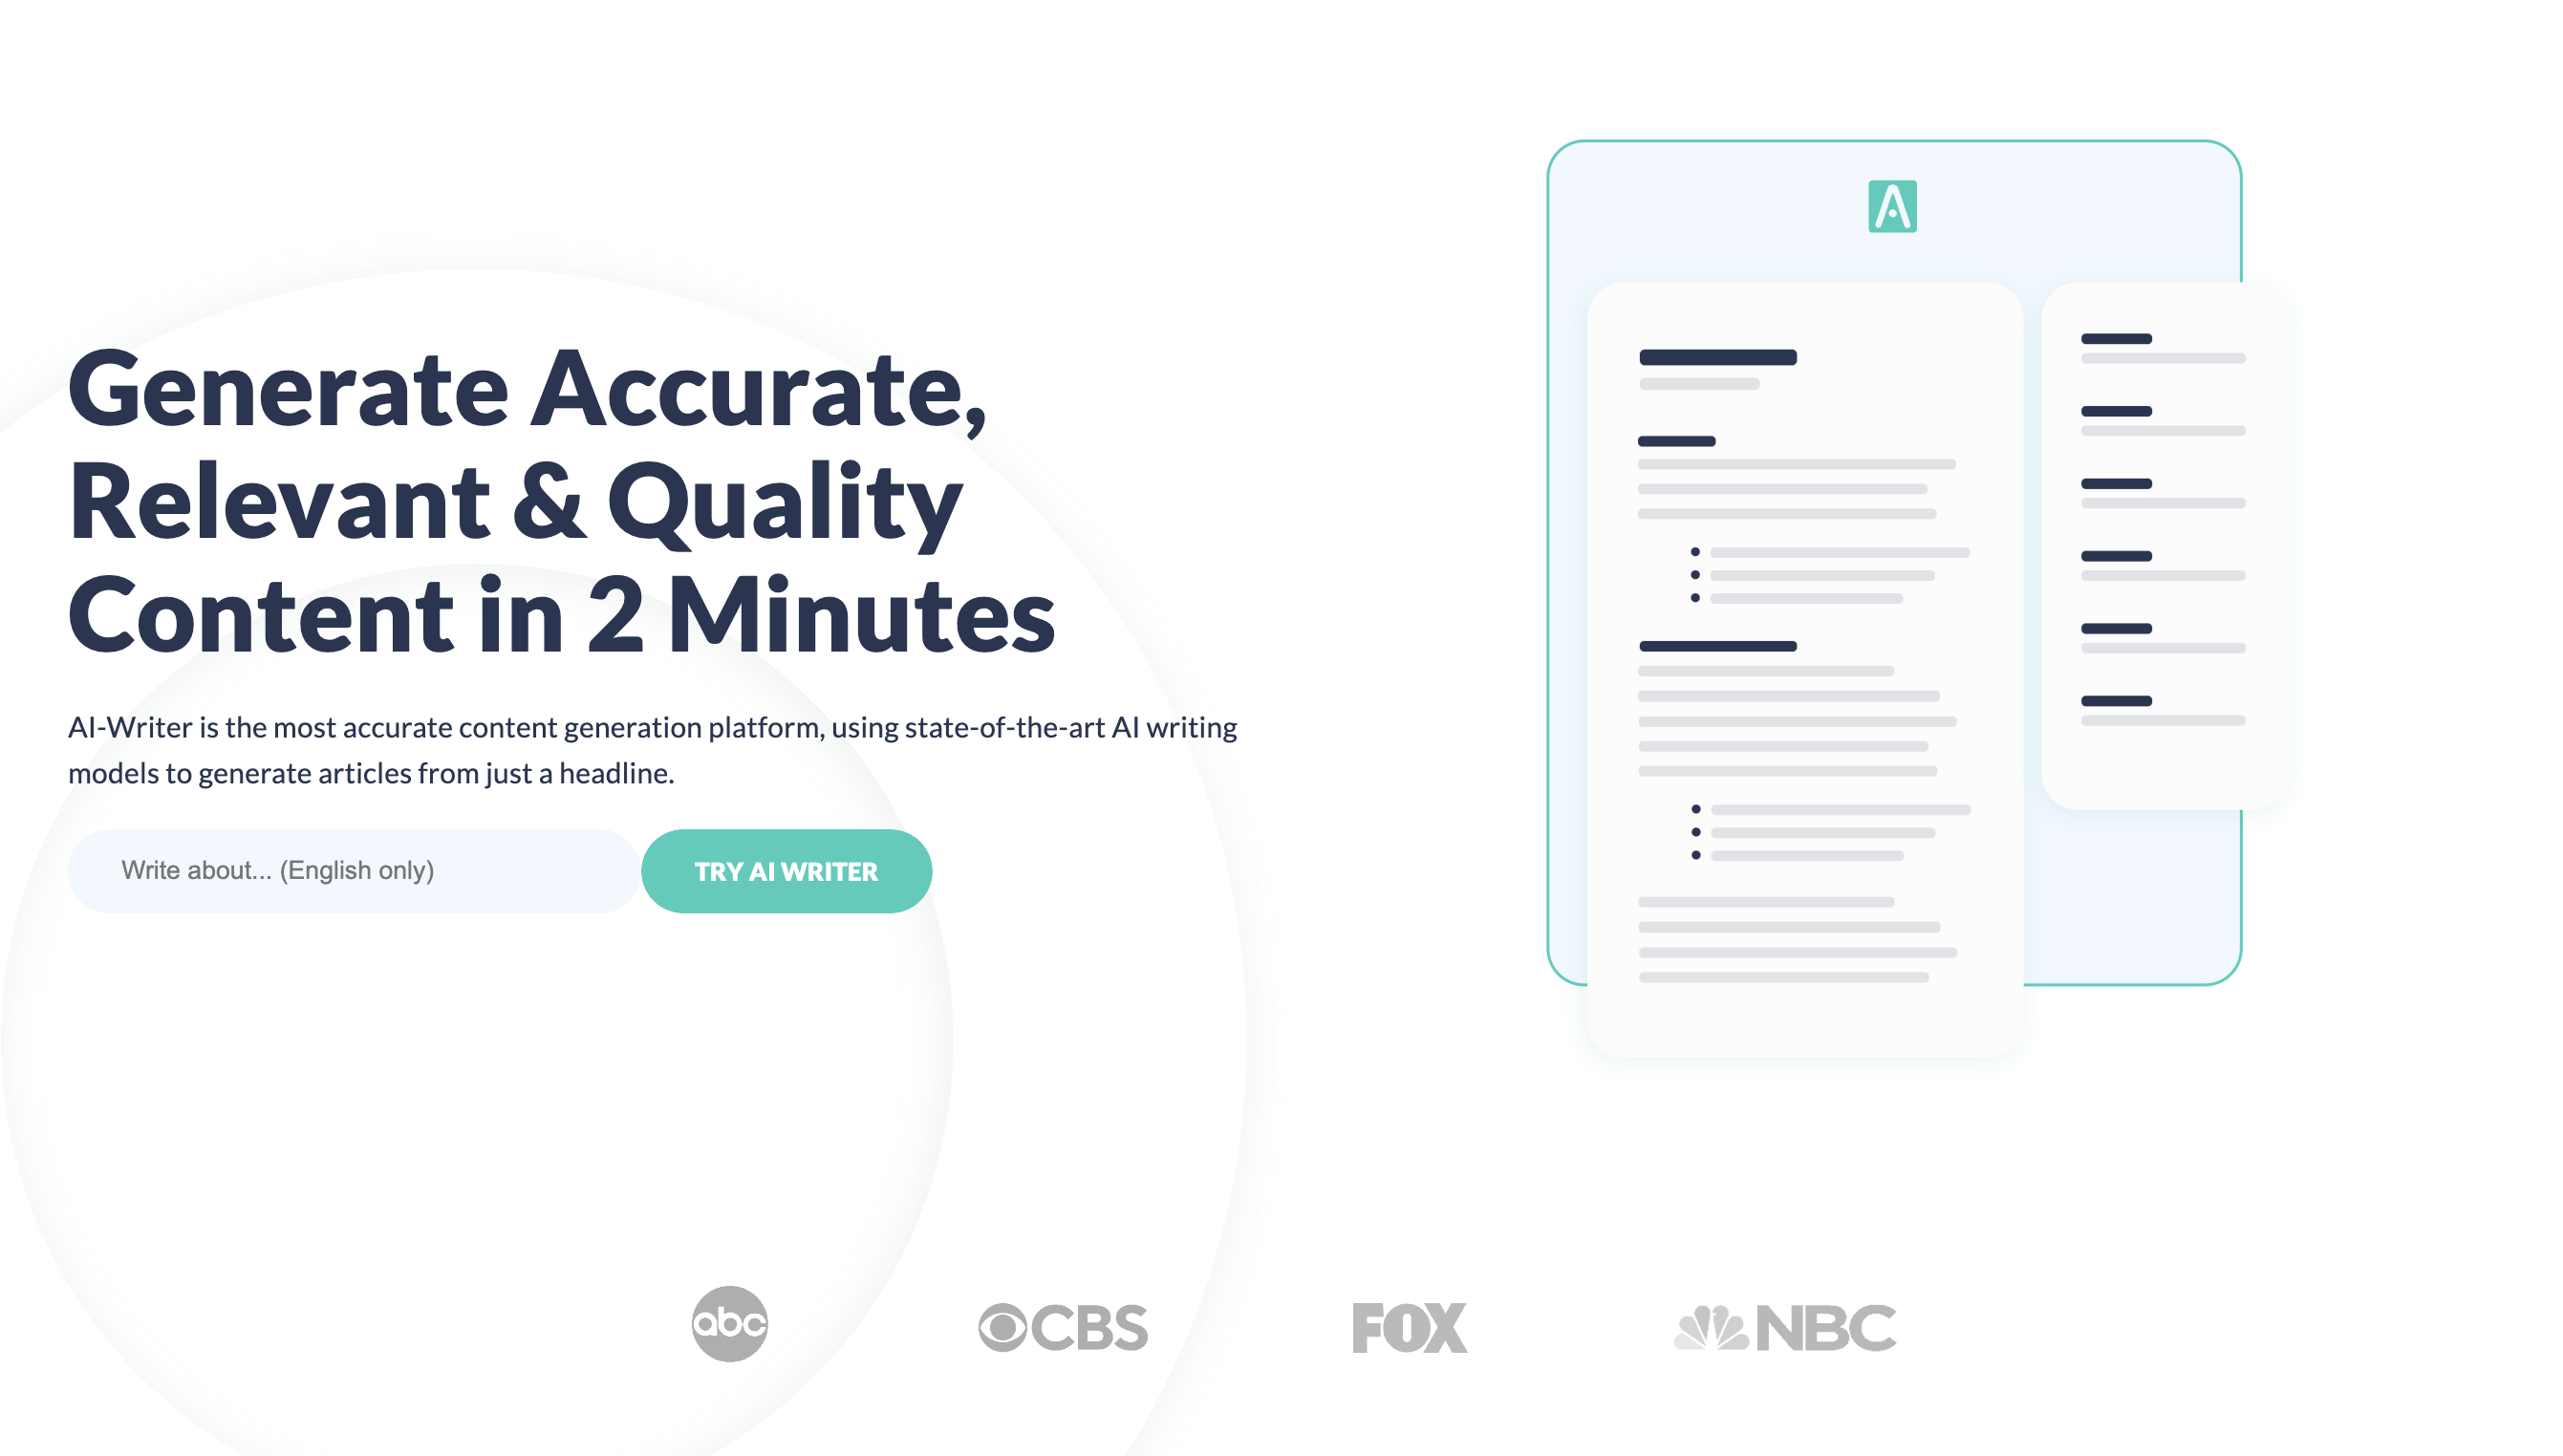 Generate Accurate,
Relevant & Quality
Content in 2 Minutes
AI-Writer is the most accurate content generation platform, using state-of-the-art AI writing
models to generate articles from just a headline.
Write about... (English only)
TRY AI WRITER
abc
CBS
FOX
NBC